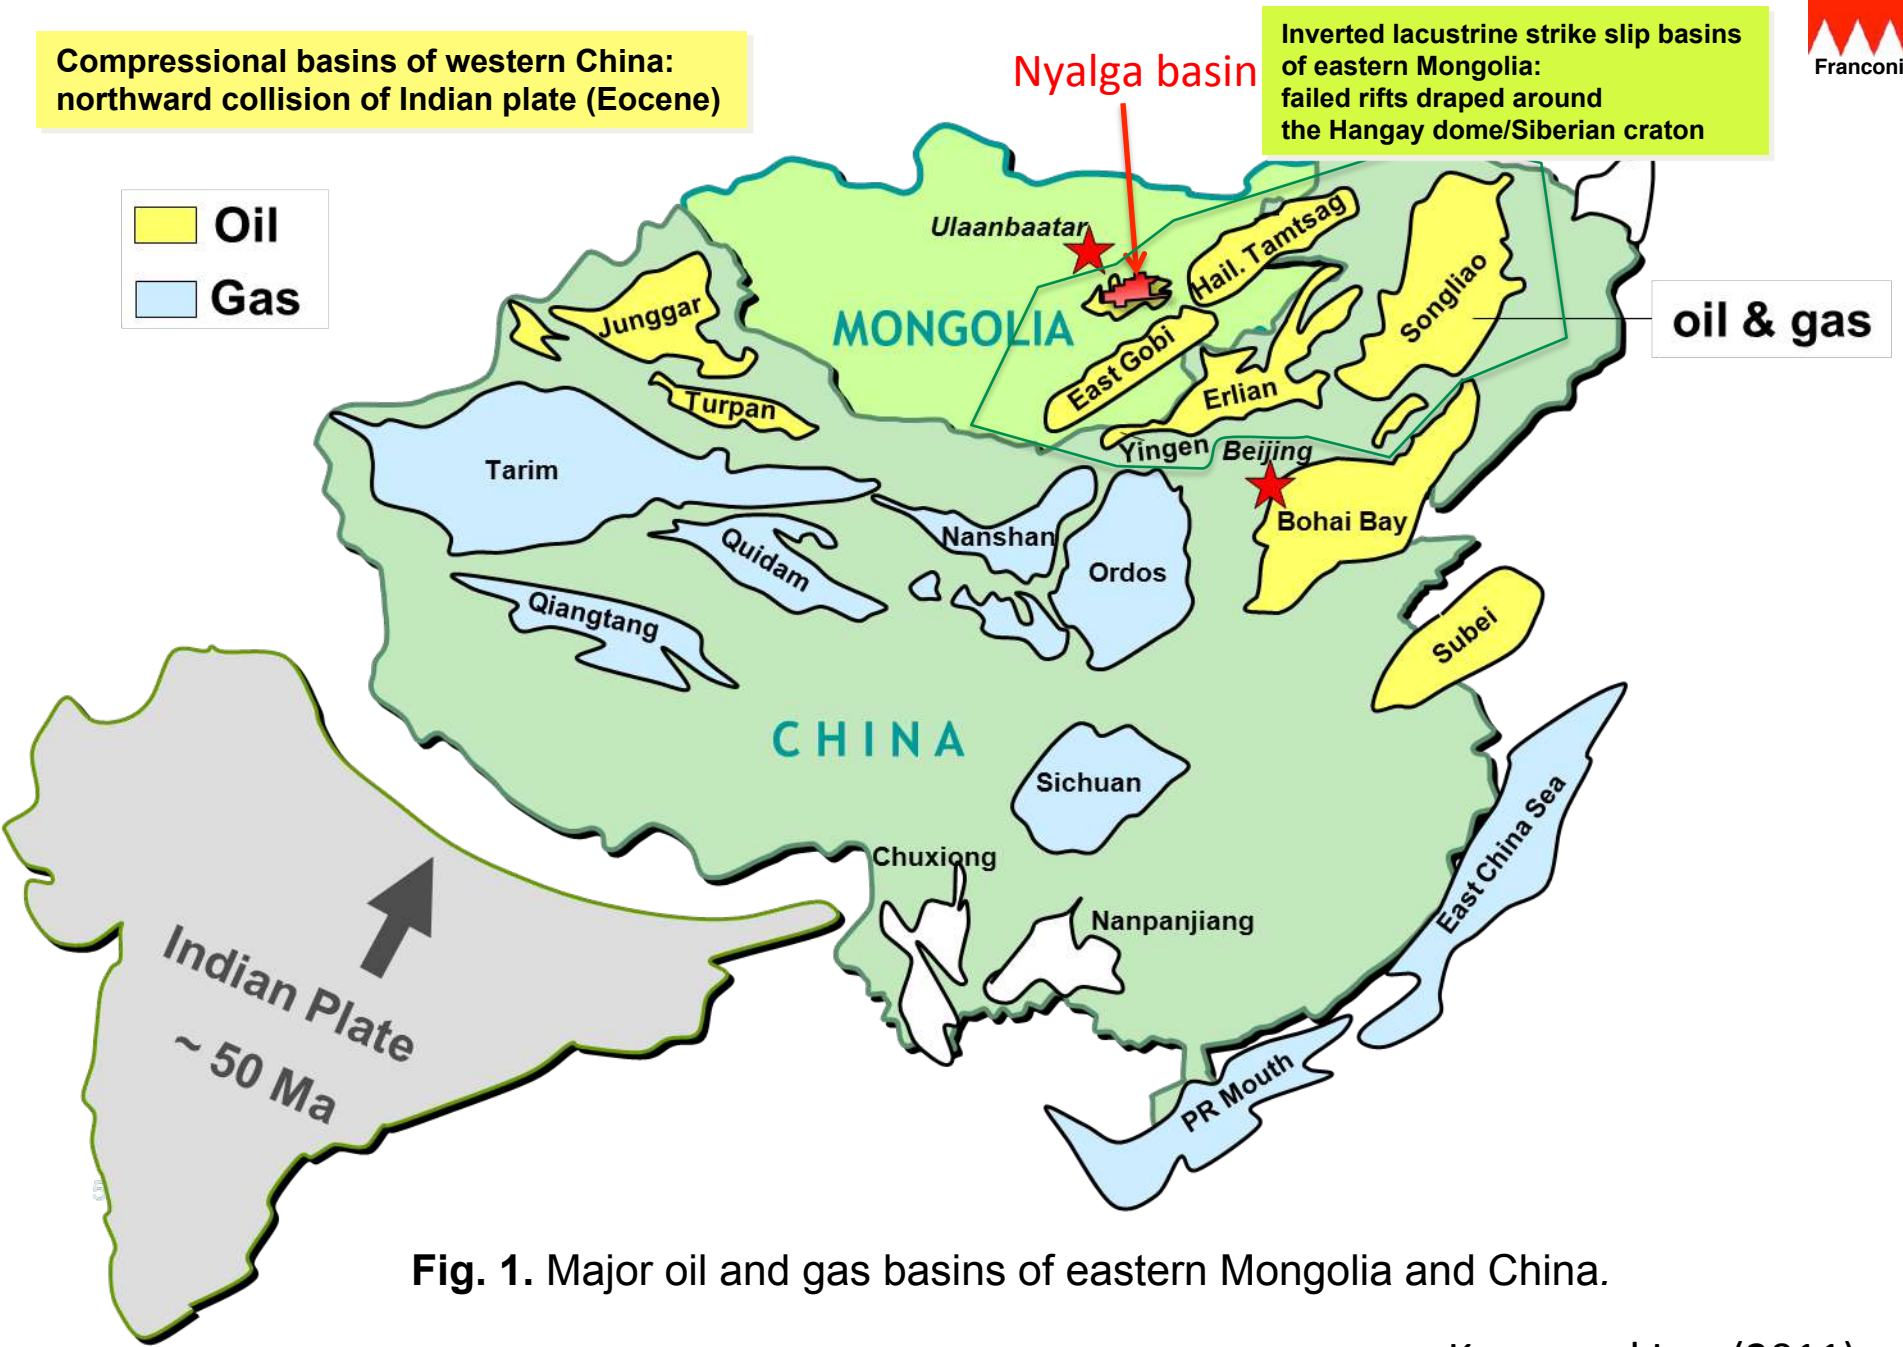 Compressional basins of western China:
northward collision of Indian plate (Eocene)
Nyalga basin
Inverted lacustrine strike slip basins
of eastern Mongolia:
failed rifts draped around
the Hangay dome/Siberian craton
Franconi
Oil
Gas
Ulaanbaatar
MONGOLIA
Hail. Tamtsag
Songliao
oil & gas
Junggar
Turpan
East Gobi
Erlian
Yingen
Beijing
Tarim
Bohai Bay
Nanshan
Quidam
Ordos
Qiangtang
Subei
CHINA
Sichuan
East China Sea
Chuxiong
Nanpanjiang
Indian Plate
~ 50 Ma
PR Mouth
Fig. 1. Major oil and gas basins of eastern Mongolia and China.
(2011)